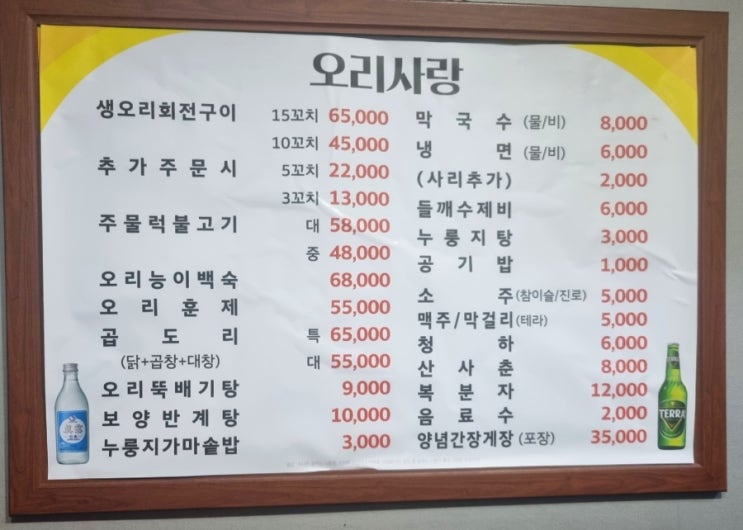 오리사랑
생오리회전구이 15꼬치 65,000
10꼬치 45,000
추가주문시 5꼬치 22,000
3꼬치 13,000
주물럭불고기 대 58,000
중 48,000
오리능이백숙 68,000
오리훈제 55,000
곱도리 특 65,000
(닭+곱창+대창) 대 55,000
오리뚝배기탕 9,000
보양반계탕 10,000
누룽지가마솥밥 3,000
막국수 (물/비) 8,000
냉면 (물/비) 6,000
(사리추가) 2,000
들깨수제비 6,000
누룽지탕 3,000
공기밥 1,000
소주 (참이슬/진로) 5,000
맥주/막걸리 (테라) 5,000
청하 6,000
산사춘 8,000
복분자 12,000
음료수 2,000
양념간장게장 (포장) 35,000
TERRA